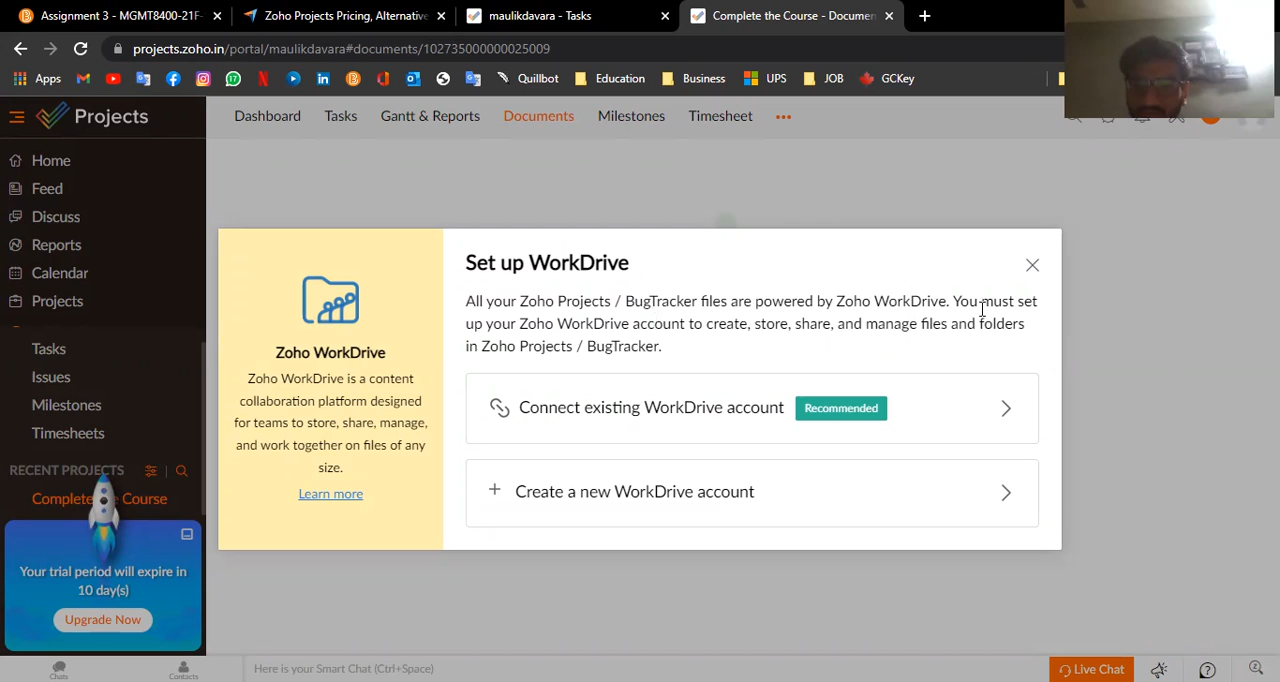 Assignment 3 - MGMT8400-21F-
Zoho Projects Pricing, Alternative
maulikdavara - Tasks
Complete the Course - Documen
projects.zoho.in/portal/maulikdavara#documents/102735000000025009
Apps
Quillbot
Education
Business
UPS
JOB
GCKey
Projects
Dashboard
Tasks
Gantt & Reports
Documents
Milestones
Timesheet
Home
Feed
Discuss
Reports
Calendar
Projects
Tasks
Issues
Milestones
Timesheets
RECENT PROJECTS
Complete the Course
Your trial period will expire in
10 day(s)
Upgrade Now
Zoho WorkDrive
Zoho WorkDrive is a content
collaboration platform designed
for teams to store, share, manage,
and work together on files of any
size.
Learn more
Set up WorkDrive
All your Zoho Projects / BugTracker files are powered by Zoho WorkDrive. You must set
up your Zoho WorkDrive account to create, store, share, and manage files and folders
in Zoho Projects / BugTracker.
Connect existing WorkDrive account Recommended
Create a new WorkDrive account
Chats
Contacts
Here is your Smart Chat (Ctrl+Space)
Live Chat